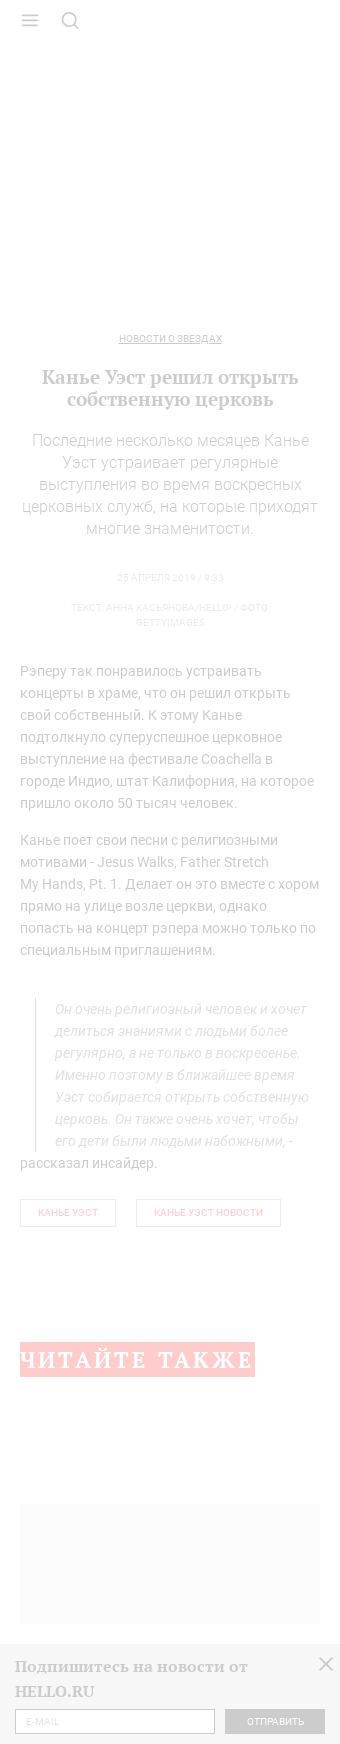 НОВОСТИ О ЗВЕЗДАХ
Канье Уэст решил открыть
собственную церковь
Последние несколько месяцев Канье
Уэст устраивает регулярные
выступления во время воскресных
церковных служб, на которые приходят
многие знаменитости.
25 АПРЕЛЯ 2019 / 9:33
ТЕКСТ: АННА КАСЬЯНОВА/HELLO! / ФОТО:
GETTYIMAGES
Рэперу так понравилось устраивать
концерты в храме, что он решил открыть
свой собственный. К этому Канье
подтолкнуло суперуспешное церковное
выступление на фестивале Coachella в
городе Индио, штат Калифорния, на которое
пришло около 50 тысяч человек.
Канье поет свои песни с религиозными
мотивами - Jesus Walks, Father Stretch
My Hands, Pt. 1. Делает он это вместе с хором
прямо на улице возле церкви, однако
попасть на концерт рэпера можно только по
специальным приглашениям.
Он очень религиозный человек и хочет
делиться знаниями с людьми более
регулярно, а не только в воскресенье.
Именно поэтому в ближайшее время
Уэст собирается открыть собственную
церковь. Он также очень хочет, чтобы
его дети были людьми набожными, -
рассказал инсайдер.
КАНЬЕ УЭСТ
КАНЬЕ УЭСТ НОВОСТИ
ЧИТАЙТЕ ТАКЖЕ
Подпишитесь на новости от
HELLO.RU
E-MAIL
ОТПРАВИТЬ